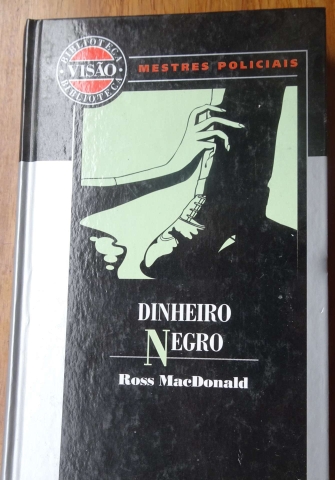 BIBLIOTECA
VISÃO
BIBLIOTECA
MESTRES POLICIAIS
DINHEIRO
NEGRO
Ross MacDonald